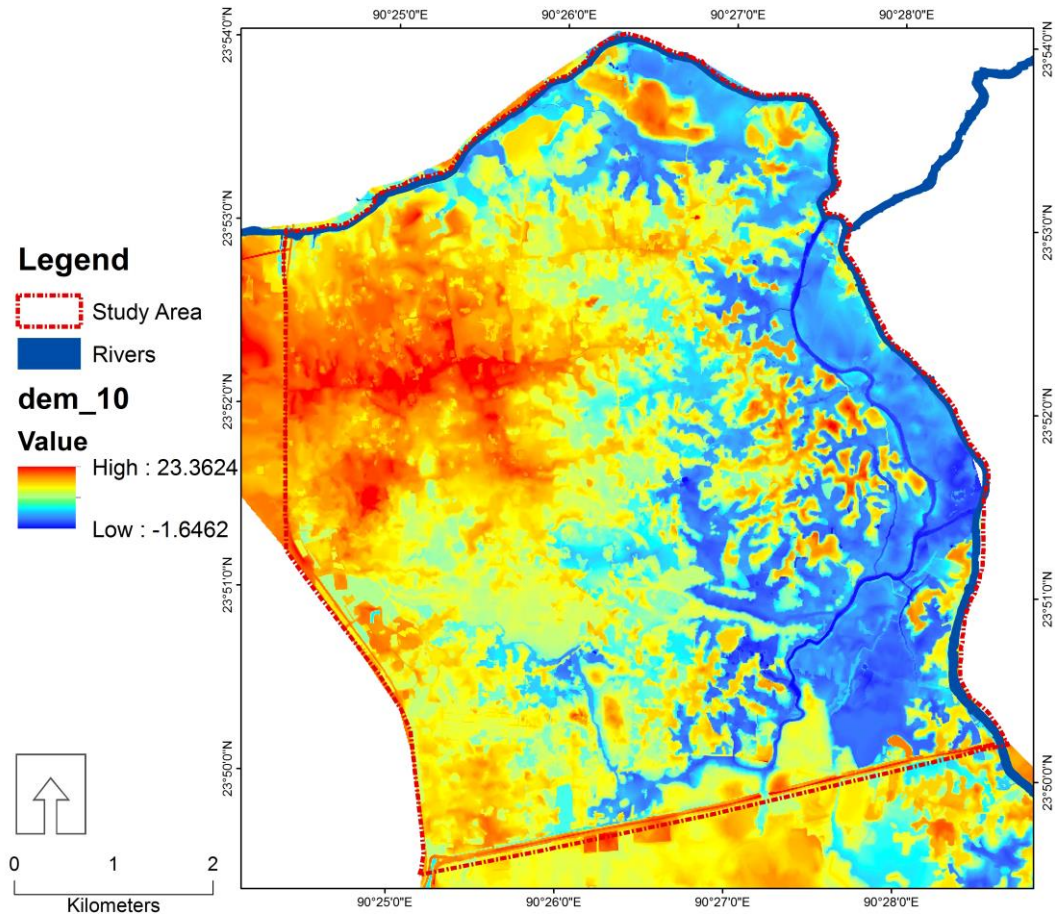 90°25'0"E 90°26'0"E 90°27'0"E 90°28'0"E
23°54'0"N 23°54'0"N
23°53'0"N 23°53'0"N
Legend
Study Area
Rivers
dem_10
Value
High : 23.3624
Low : -1.6462
23°52'0"N 23°52'0"N
23°51'0"N 23°51'0"N
23°50'0"N 23°50'0"N
0 1 2
Kilometers
90°25'0"E 90°26'0"E 90°27'0"E 90°28'0"E